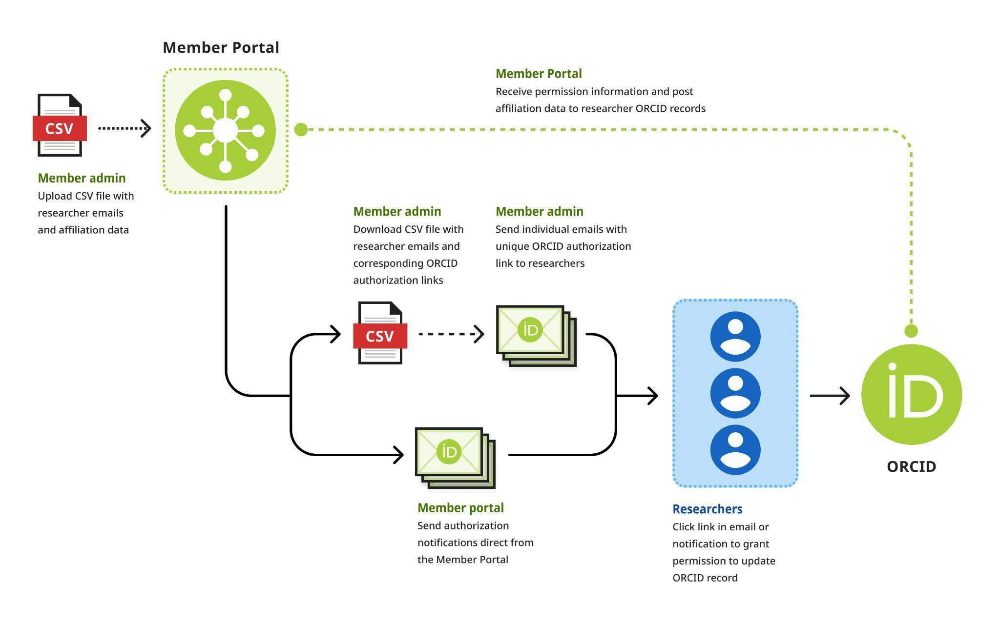 Member Portal
CSV
Member admin
Upload CSV file with
researcher emails
and affiliation data
Member Portal
Receive permission information and post
affiliation data to researcher ORCID records
Member admin
Download CSV file with
researcher emails and
corresponding ORCID
authorization links
CSV
Member admin
Send individual emails with
unique ORCID authorization
link to researchers
iD
iD
Member portal
Send authorization
notifications direct from
the Member Portal
Researchers
Click link in email or
notification to grant
permission to update
ORCID record
iD
ORCID